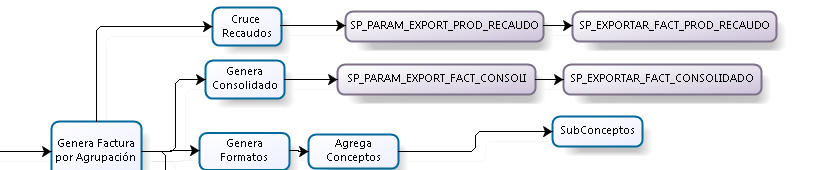 Cruce
Recaudos
SP_PARAM_EXPORT_PROD_RECAUDO
SP_EXPORTAR_FACT_PROD_RECAUDO
Genera
Consolidado
SP_PARAM_EXPORT_FACT_CONSOLI
SP_EXPORTAR_FACT_CONSOLIDADO
Genera Factura
por Agrupación
Genera
Formatos
Agrega
Conceptos
SubConceptos